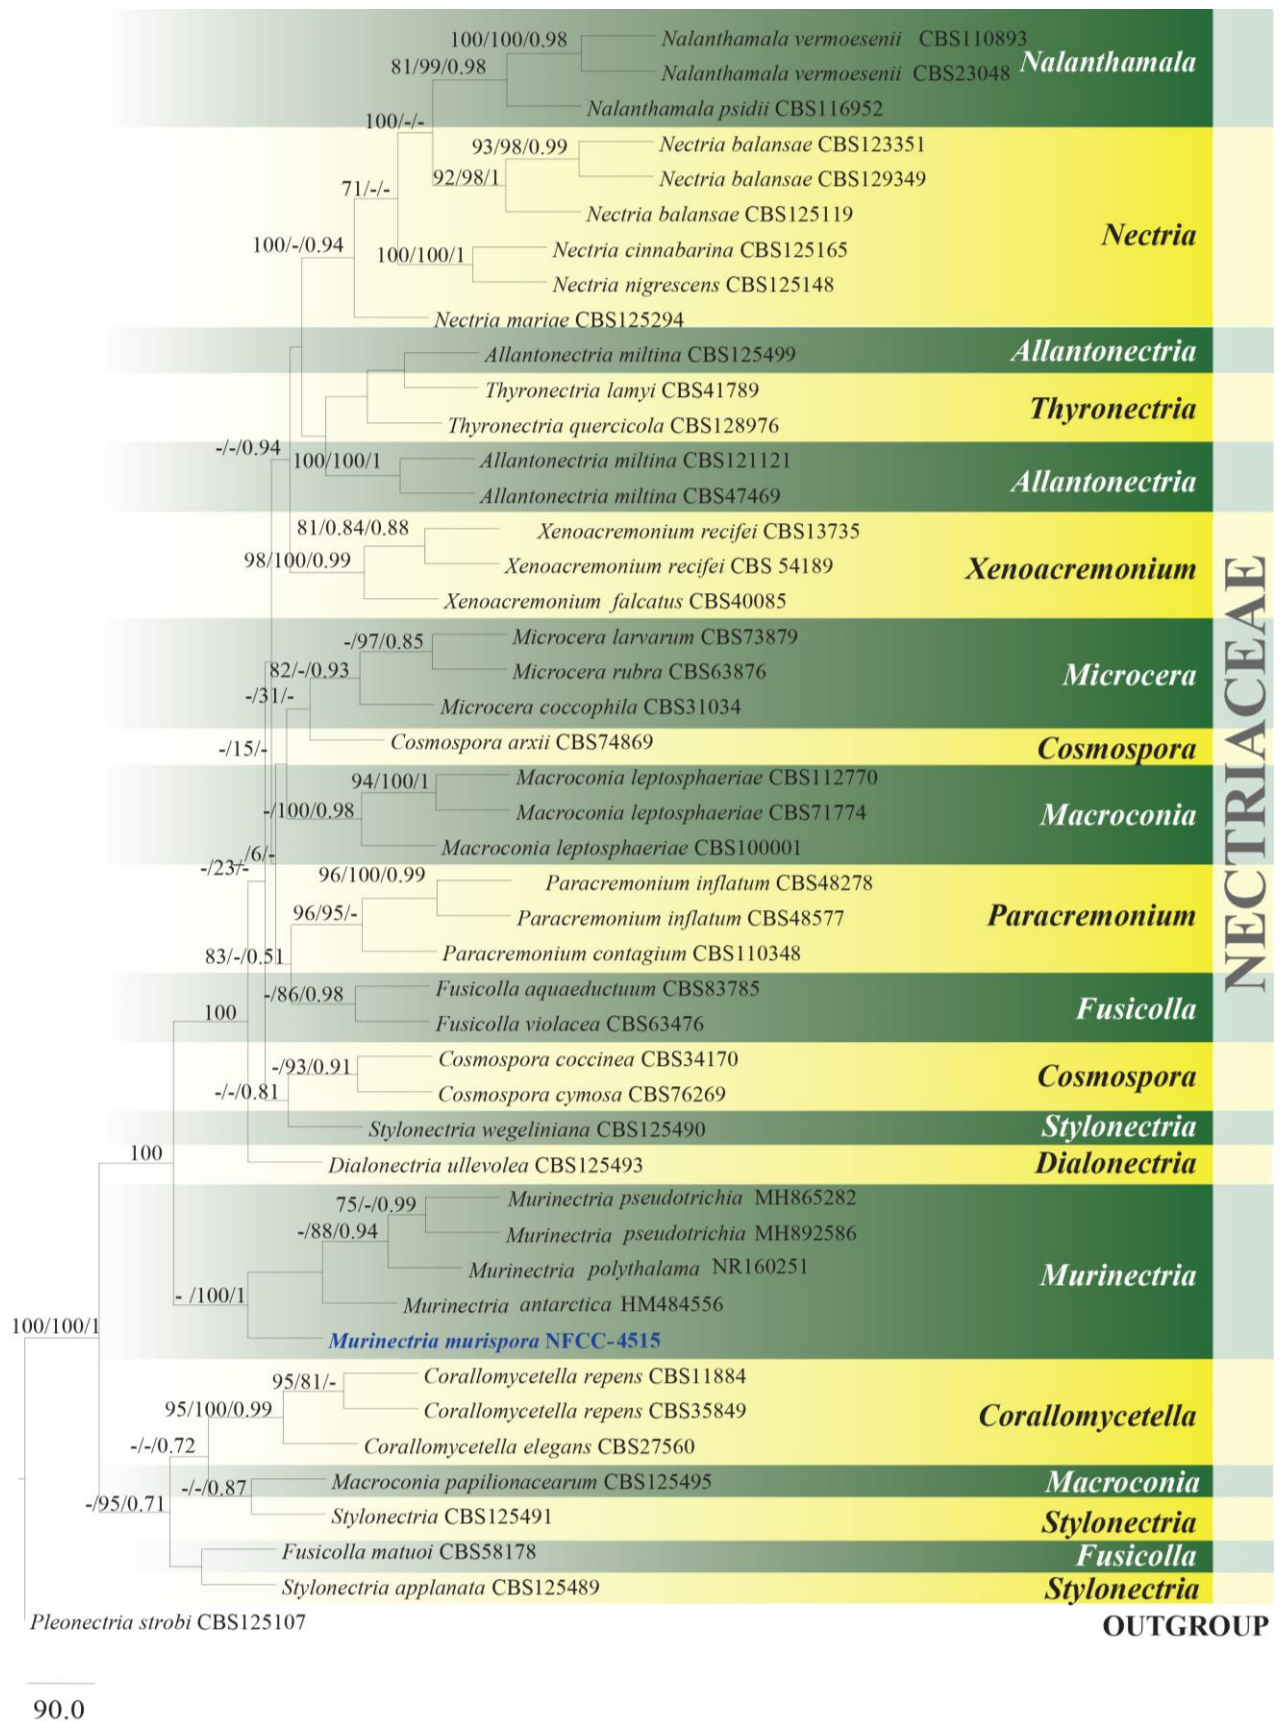 100/100/0.98
Nalanthamala vermoesenii CBS110893
81/99/0.98
Nalanthamala vermoesenii CBS23048
Nalanthamala
Nalanthamala psidii CBS116952
100/-/-
93/98/0.99
Nectria balansae CBS123351
92/98/1
Nectria balansae CBS129349
71/-/-
Nectria balansae CBS125119
Nectria
100/-/0.94
100/100/1
Nectria cinnabarina CBS125165
Nectria nigrescens CBS125148
Nectria mariae CBS125294
Allantonectria miltina CBS125499
Allantonectria
Thyronectria lamyi CBS41789
Thyronectria
Thyronectria quercicola CBS128976
-/-/0.94
100/100/1
Allantonectria miltina CBS121121
Allantonectria
Allantonectria miltina CBS47469
81/0.84/0.88
Xenoacremonium recifei CBS13735
98/100/0.99
Xenoacremonium recifei CBS 54189
Xenoacremonium
Xenoacremonium falcatus CBS40085
-/97/0.85
Microcera larvarum CBS73879
82/-/0.93
Microcera rubra CBS63876
Microcera
-/31/-
Microcera coccophila CBS31034
-/15/-
Cosmospora arxii CBS74869
Cosmospora
94/100/1
Macroconia leptosphaeriae CBS112770
-/100/0.98
Macroconia leptosphaeriae CBS71774
Macroconia
-/6/-
Macroconia leptosphaeriae CBS100001
-/23/-
96/100/0.99
Paracremonium inflatum CBS48278
96/95/-
Paracremonium inflatum CBS48577
Paracremonium
83/-/0.51
Paracremonium contagium CBS110348
-/86/0.98
Fusicolla aquaeductuum CBS83785
Fusicolla
100
Fusicolla violacea CBS63476
-/93/0.91
Cosmospora coccinea CBS34170
Cosmospora
-/-/0.81
Cosmospora cymosa CBS76269
Stylonectria wegeliniana CBS125490
Stylonectria
100
Dialonectria ullevolea CBS125493
Dialonectria
75/-/0.99
Murinectria pseudotrichia MH865282
-/88/0.94
Murinectria pseudotrichia MH892586
Murinectria polythalama NR160251
Murinectria
- /100/1
Murinectria antarctica HM484556
100/100/1
Murinectria murispora NFCC-4515
95/81/-
Corallomycetella repens CBS11884
95/100/0.99
Corallomycetella repens CBS35849
Corallomycetella
-/-/0.72
Corallomycetella elegans CBS27560
-/-/0.87
Macroconia papilionacearum CBS125495
Macroconia
-/95/0.71
Stylonectria CBS125491
Stylonectria
Fusicolla matuoi CBS58178
Fusicolla
Stylonectria applanata CBS125489
Stylonectria
NECTRIACEAE
Pleonectria strobi CBS125107
OUTGROUP
90.0